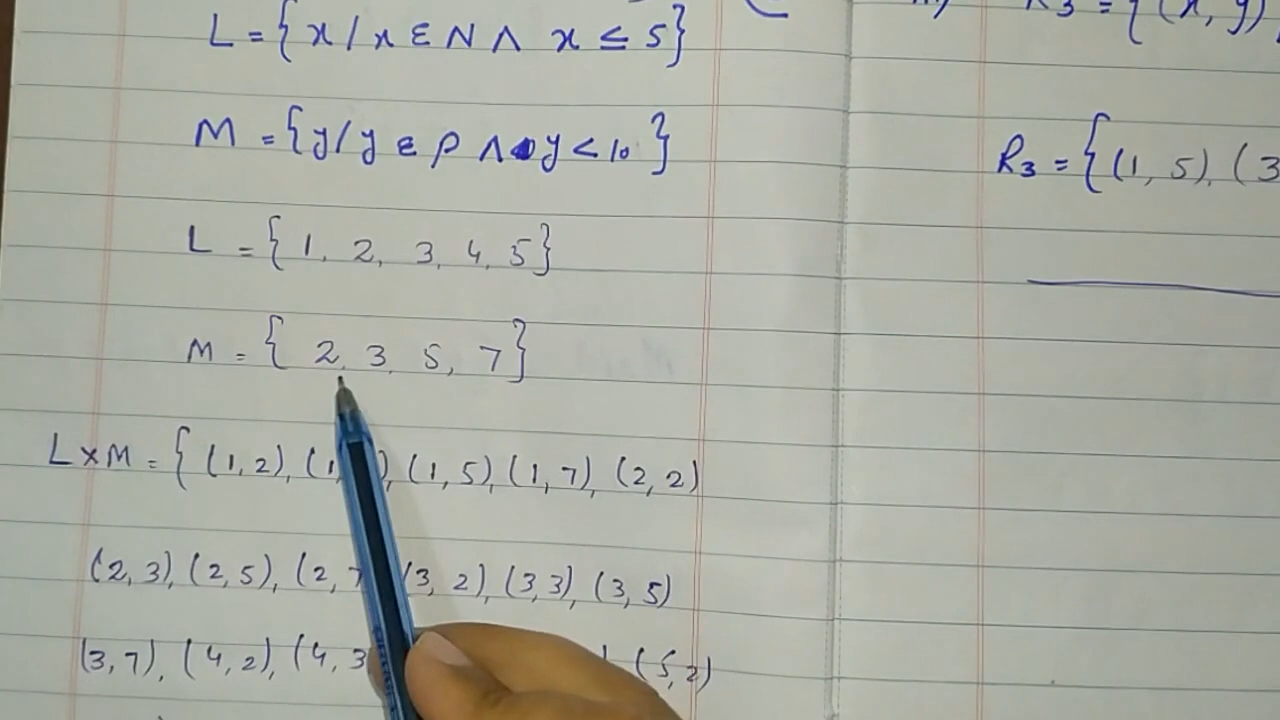 L = {x/x ∈ N ∧ x ≤ 5}
M = {y/y ∈ P ∧ y < 10}
L = {1, 2, 3, 4, 5}
M = { 2, 3, 5, 7}
L×M = { (1,2), (1, ), (1,5), (1,7), (2,2)
(2,3), (2,5), (2,7 (3,2), (3,3), (3,5)
(3,7), (4,2), (4,3 (5,2)
R3 = {(x, y)
R3 = {(1, 5), (3